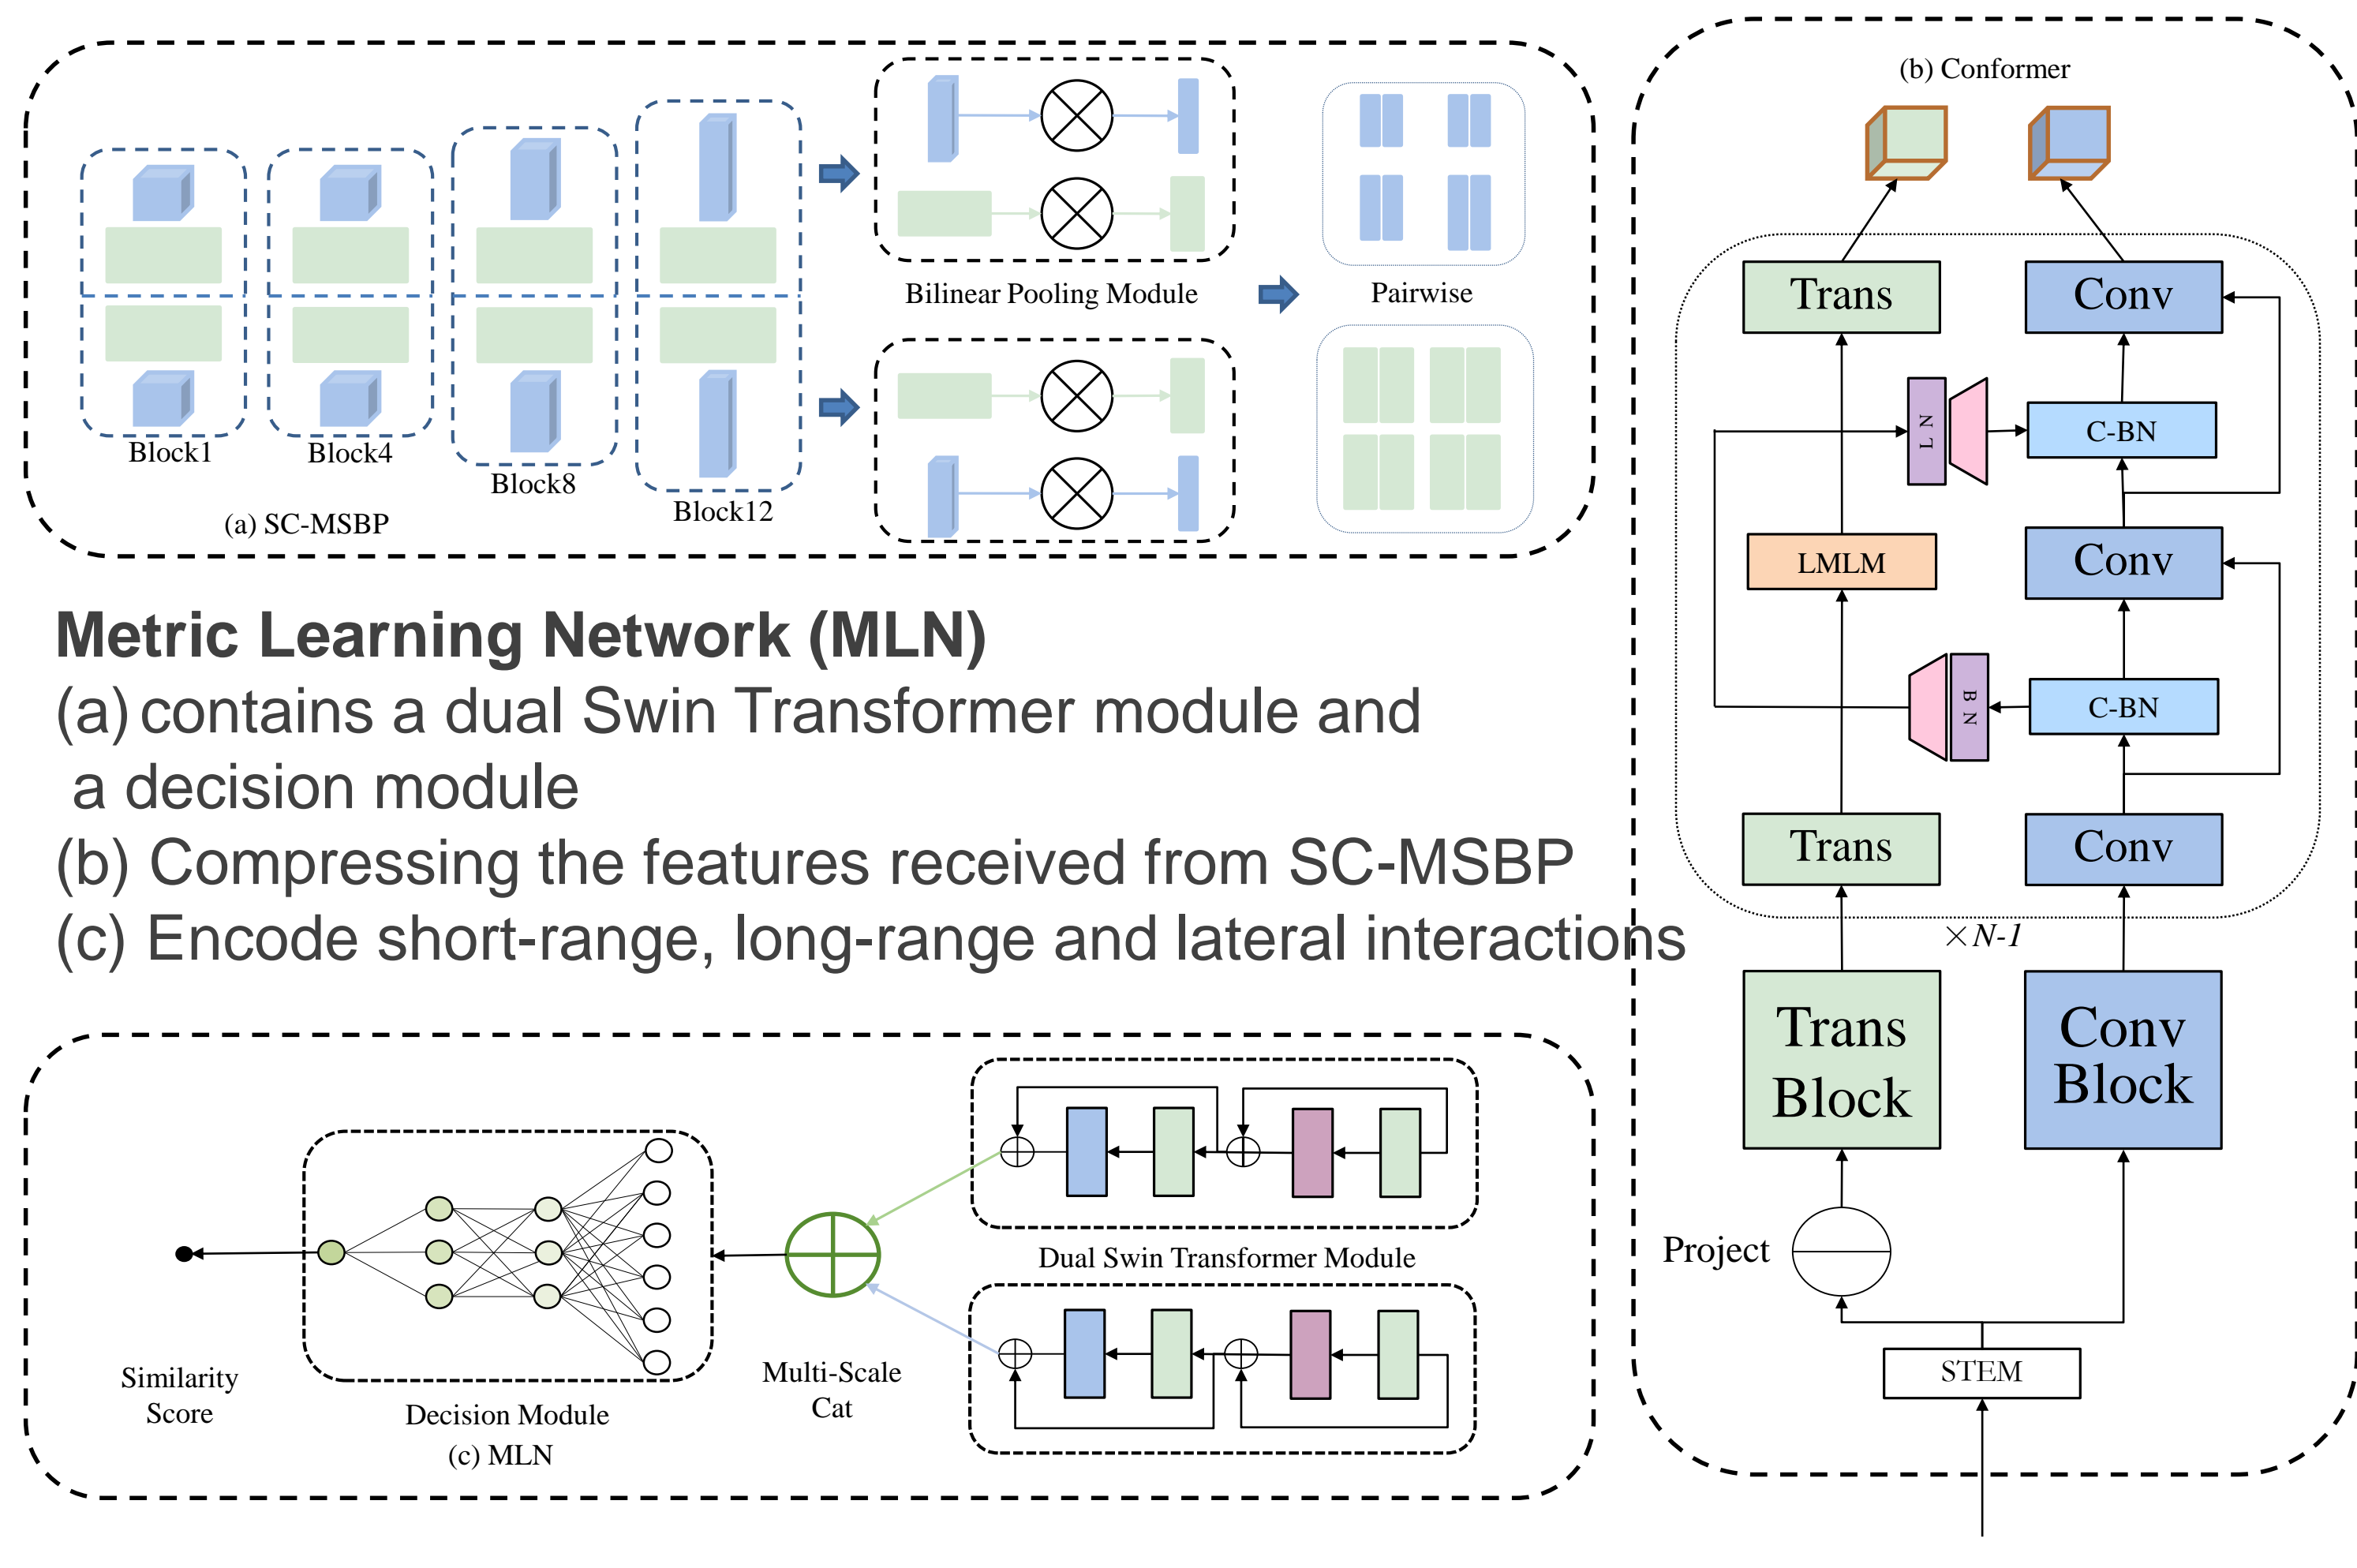 Block1
Block4
Block8
Block12
(a) SC-MSBP
Bilinear Pooling Module
Pairwise
Metric Learning Network (MLN)
(a) contains a dual Swin Transformer module and
a decision module
(b) Compressing the features received from SC-MSBP
(c) Encode short-range, long-range and lateral interactions
Similarity
Score
Decision Module
(c) MLN
Multi-Scale
Cat
Dual Swin Transformer Module
(b) Conformer
Trans
Conv
LN
C-BN
LMLM
Conv
BN
C-BN
Trans
Conv
×N-1
Trans
Block
Conv
Block
Project
STEM